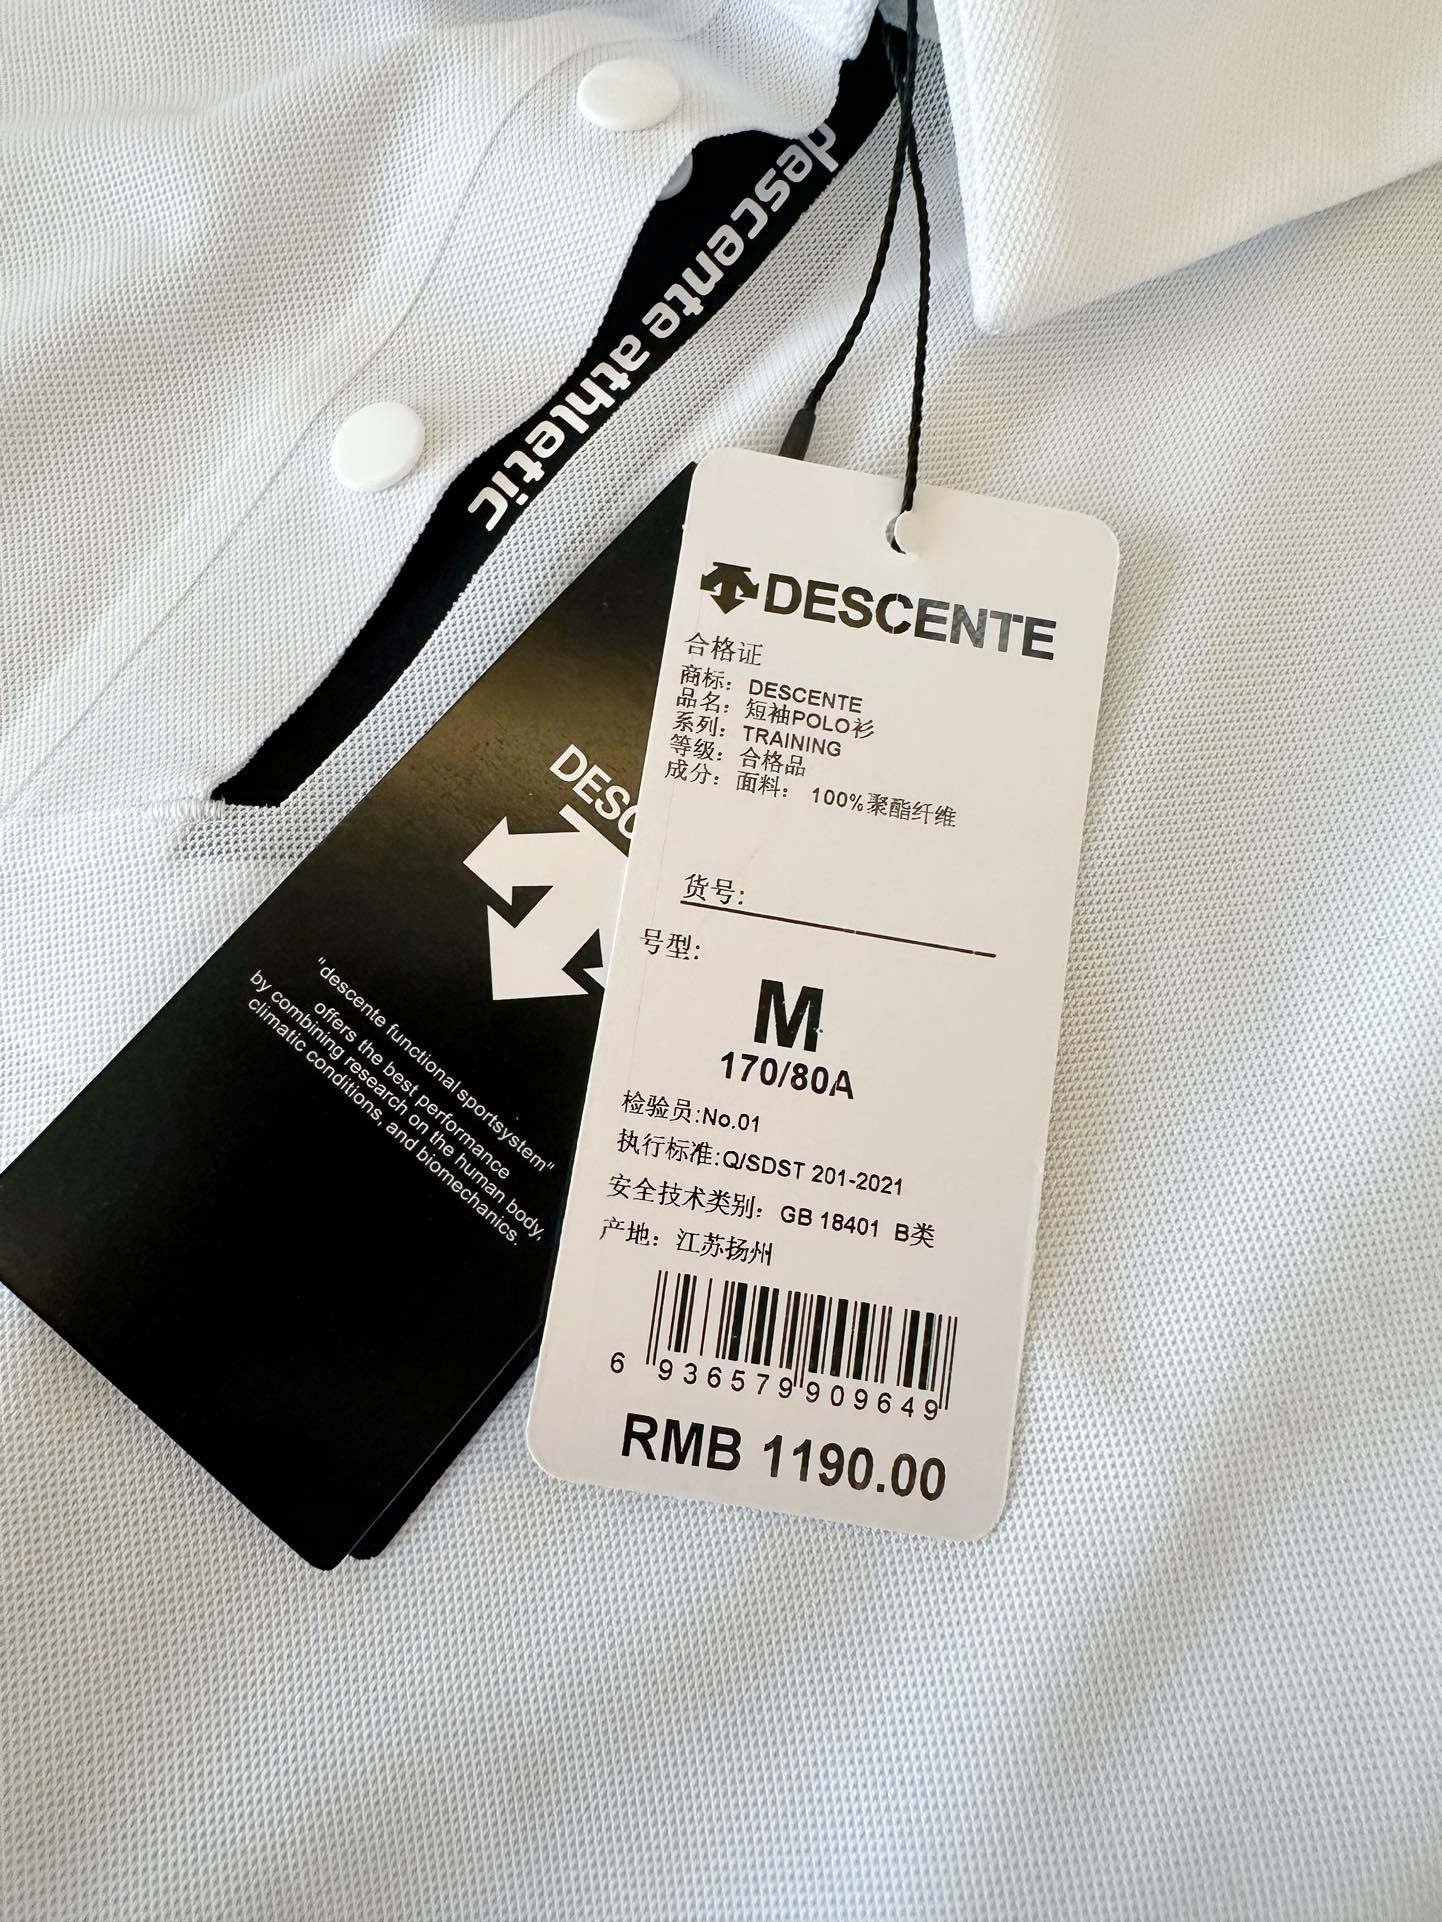 descente athletic
DESC
"descente functional sportsystem"
offers the best performance
by combining research on the human body,
climatic conditions, and biomechanics.
DESCENTE
合格证
商标: DESCENTE
品名: 短袖POLO衫
系列: TRAINING
等级: 合格品
成分: 面料: 100%聚酯纤维
货号:
号型:
M
170/80A
检验员:No.01
执行标准:Q/SDST 201-2021
安全技术类别: GB 18401 B类
产地: 江苏扬州
6 936579 909649
RMB 1190.00